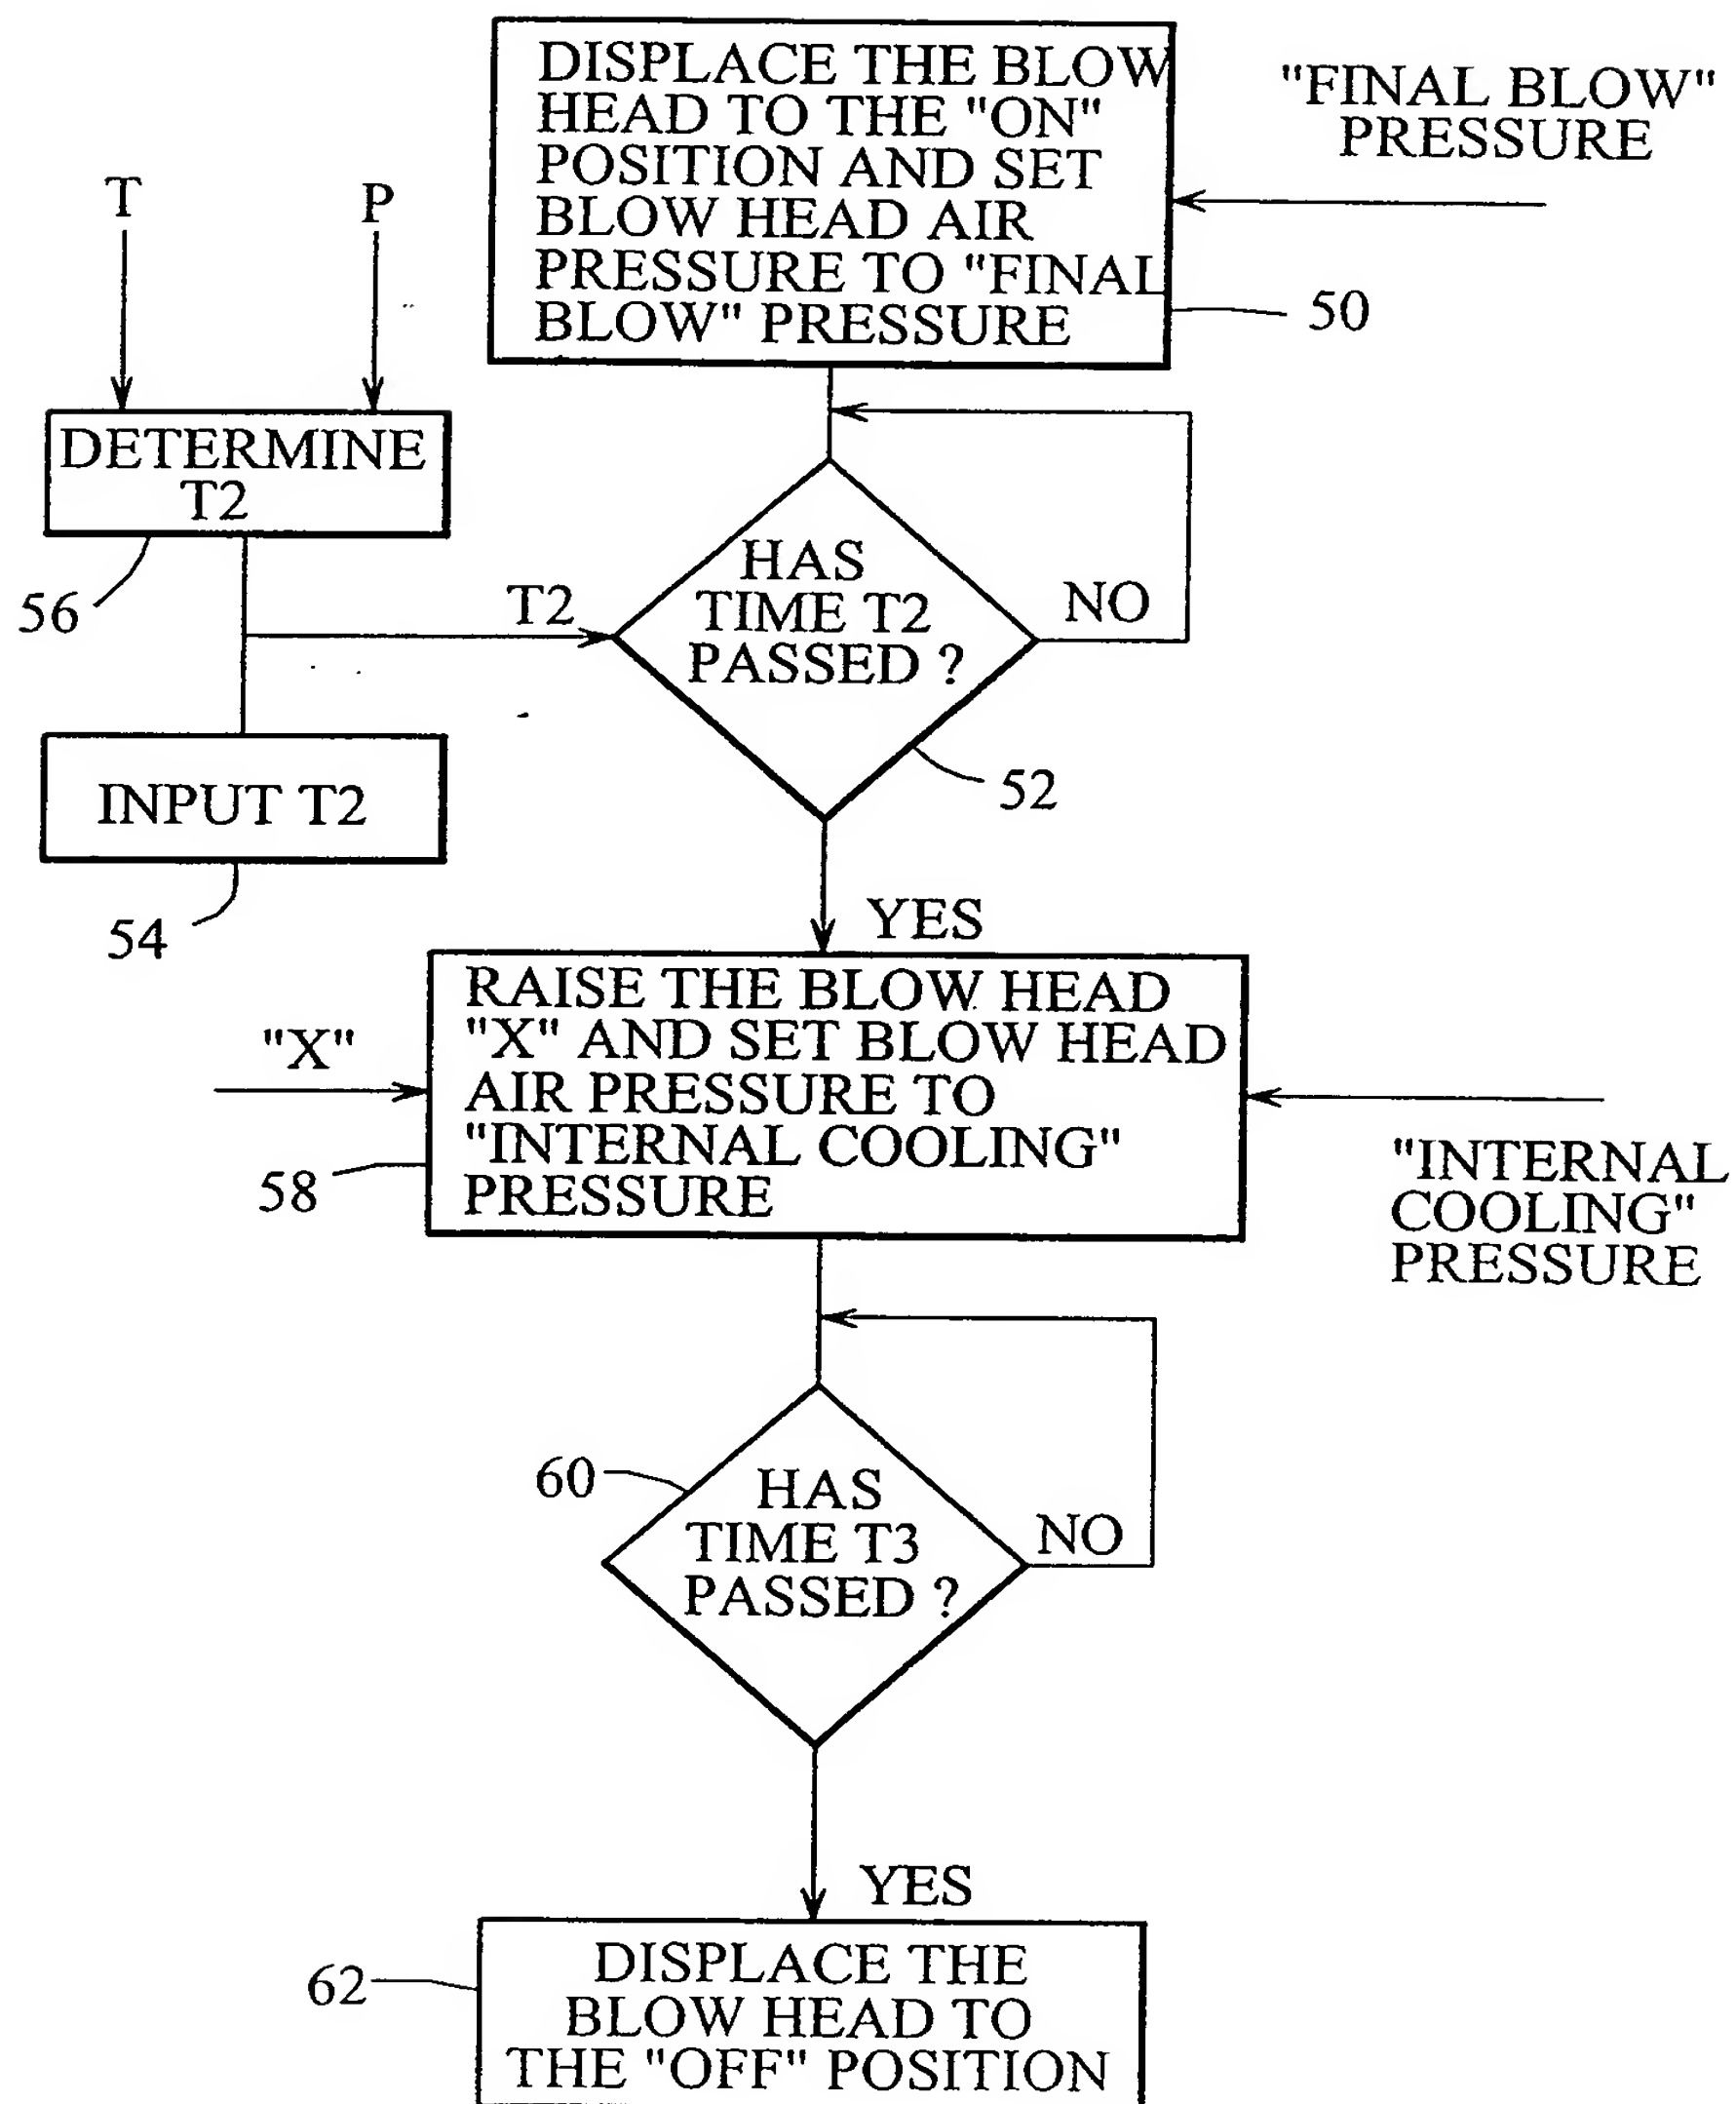 DISPLACE THE BLOW
HEAD TO THE "ON"
POSITION AND SET
BLOW HEAD AIR
PRESSURE TO "FINAL
BLOW" PRESSURE
"FINAL BLOW"
PRESSURE
50
T
P
DETERMINE
T2
56
T2
HAS
TIME T2
PASSED ?
NO
52
INPUT T2
54
YES
RAISE THE BLOW HEAD
"X" AND SET BLOW HEAD
AIR PRESSURE TO
"INTERNAL COOLING"
PRESSURE
"X"
58
"INTERNAL
COOLING"
PRESSURE
60
HAS
TIME T3
PASSED ?
NO
YES
62
DISPLACE THE
BLOW HEAD TO
THE "OFF" POSITION